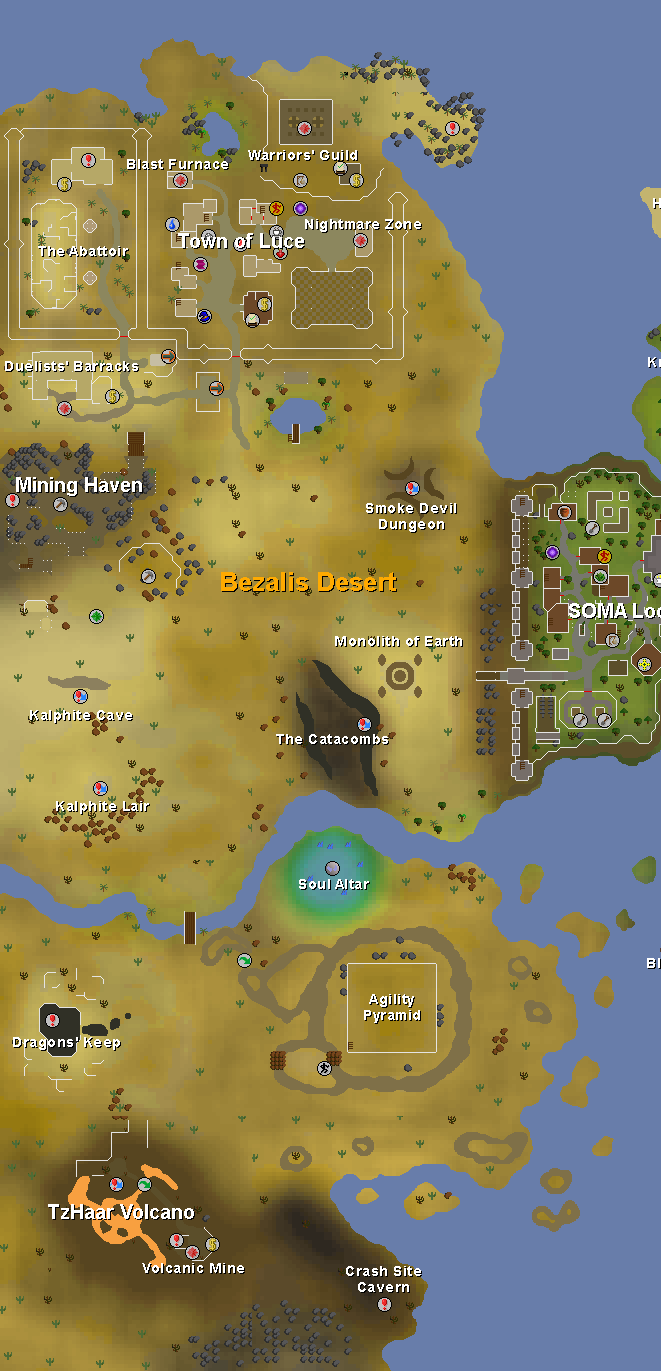 Warriors' Guild
Blast Furnace
Nightmare Zone
Town of Luce
The Abattoir
Duelists' Barracks
Mining Haven
Smoke Devil
Dungeon
Bezalis Desert
SOMA Loc
Monolith of Earth
Kalphite Cave
The Catacombs
Kalphite Lair
Soul Altar
Agility
Pyramid
Dragons' Keep
TzHaar Volcano
Volcanic Mine
Crash Site
Cavern